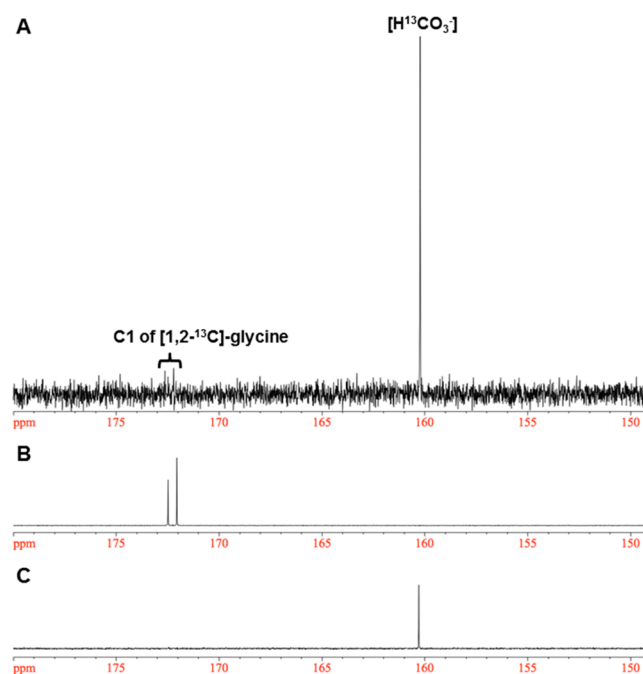 A
[H¹³CO₃⁻]
C1 of [1,2-¹³C]-glycine
ppm 175 170 165 160 155 150
B
ppm 175 170 165 160 155 150
C
ppm 175 170 165 160 155 150